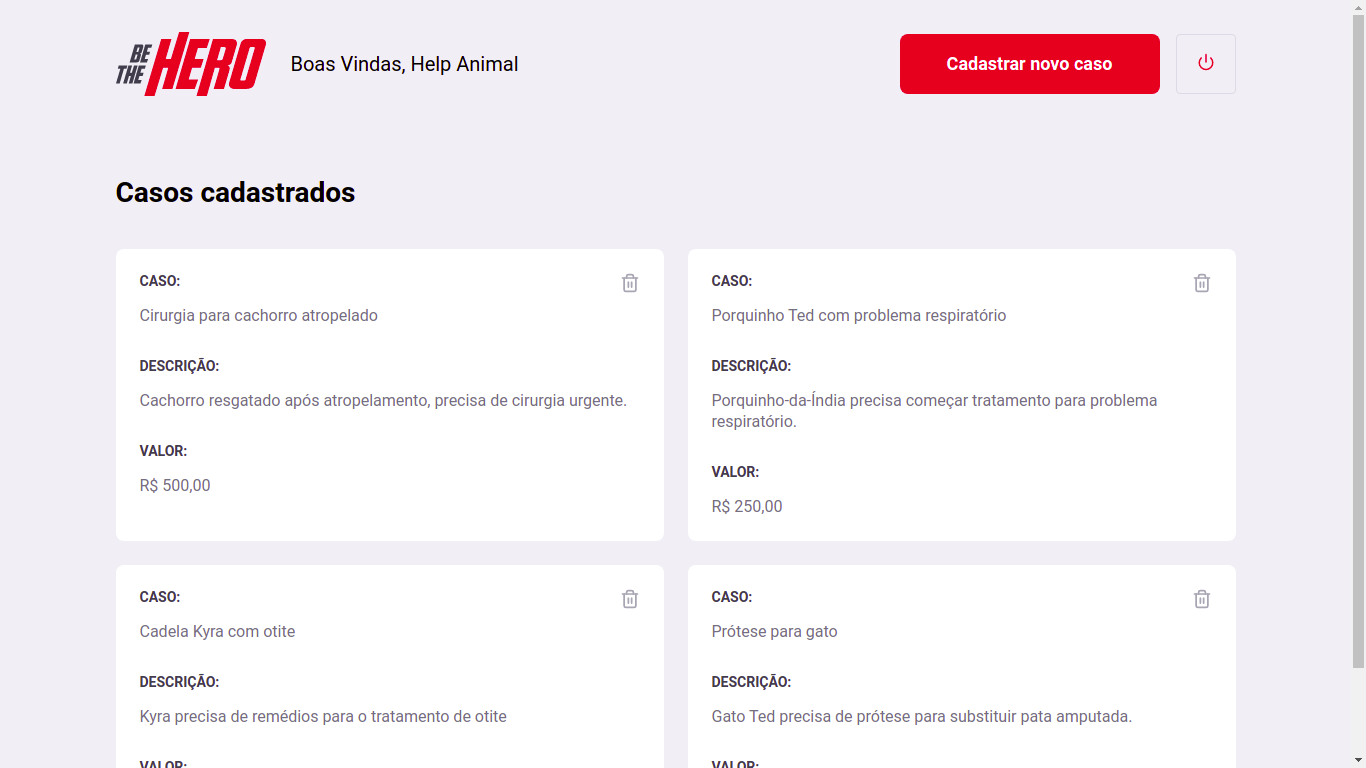 BE THE HERO
Boas Vindas, Help Animal
Cadastrar novo caso
Casos cadastrados
CASO:
Cirurgia para cachorro atropelado
DESCRIÇÃO:
Cachorro resgatado após atropelamento, precisa de cirurgia urgente.
VALOR:
R$ 500,00
CASO:
Porquinho Ted com problema respiratório
DESCRIÇÃO:
Porquinho-da-Índia precisa começar tratamento para problema
respiratório.
VALOR:
R$ 250,00
CASO:
Cadela Kyra com otite
DESCRIÇÃO:
Kyra precisa de remédios para o tratamento de otite
VALOR:
CASO:
Prótese para gato
DESCRIÇÃO:
Gato Ted precisa de prótese para substituir pata amputada.
VALOR: